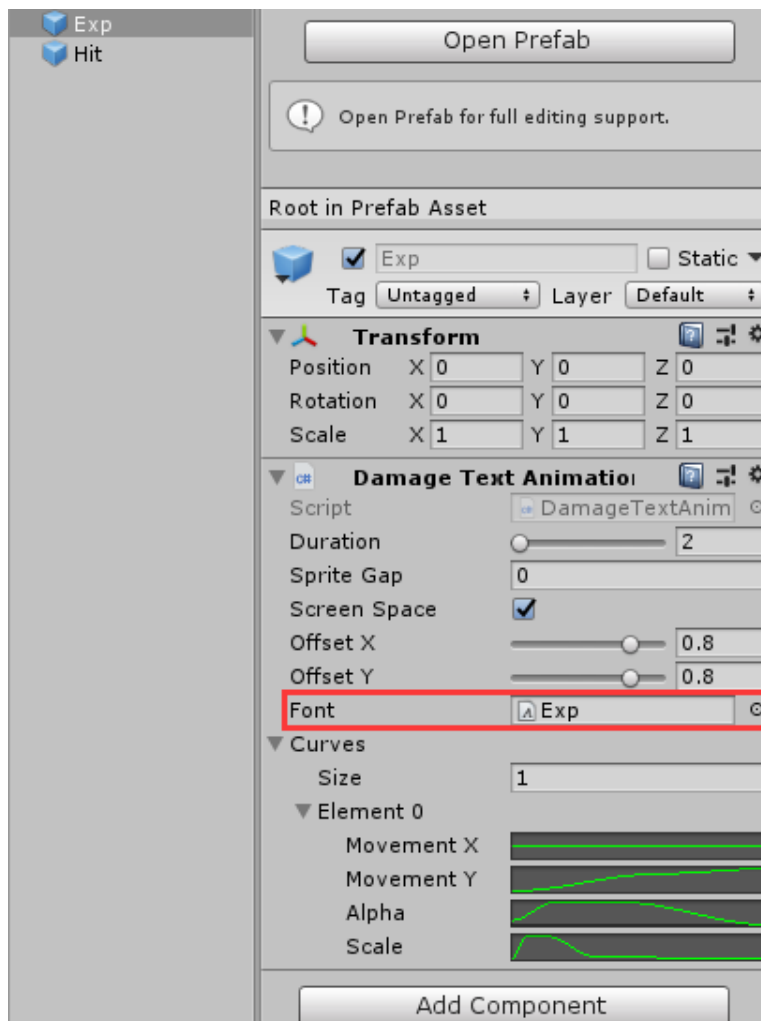 Exp
Hit
Open Prefab
Open Prefab for full editing support.
Root in Prefab Asset
Exp Static
Tag Untagged Layer Default
Transform
Position X 0 Y 0 Z 0
Rotation X 0 Y 0 Z 0
Scale X 1 Y 1 Z 1
c# Damage Text Animation
Script DamageTextAnim
Duration 2
Sprite Gap 0
Screen Space
Offset X 0.8
Offset Y 0.8
Font Exp
Curves
Size 1
Element 0
Movement X
Movement Y
Alpha
Scale
Add Component